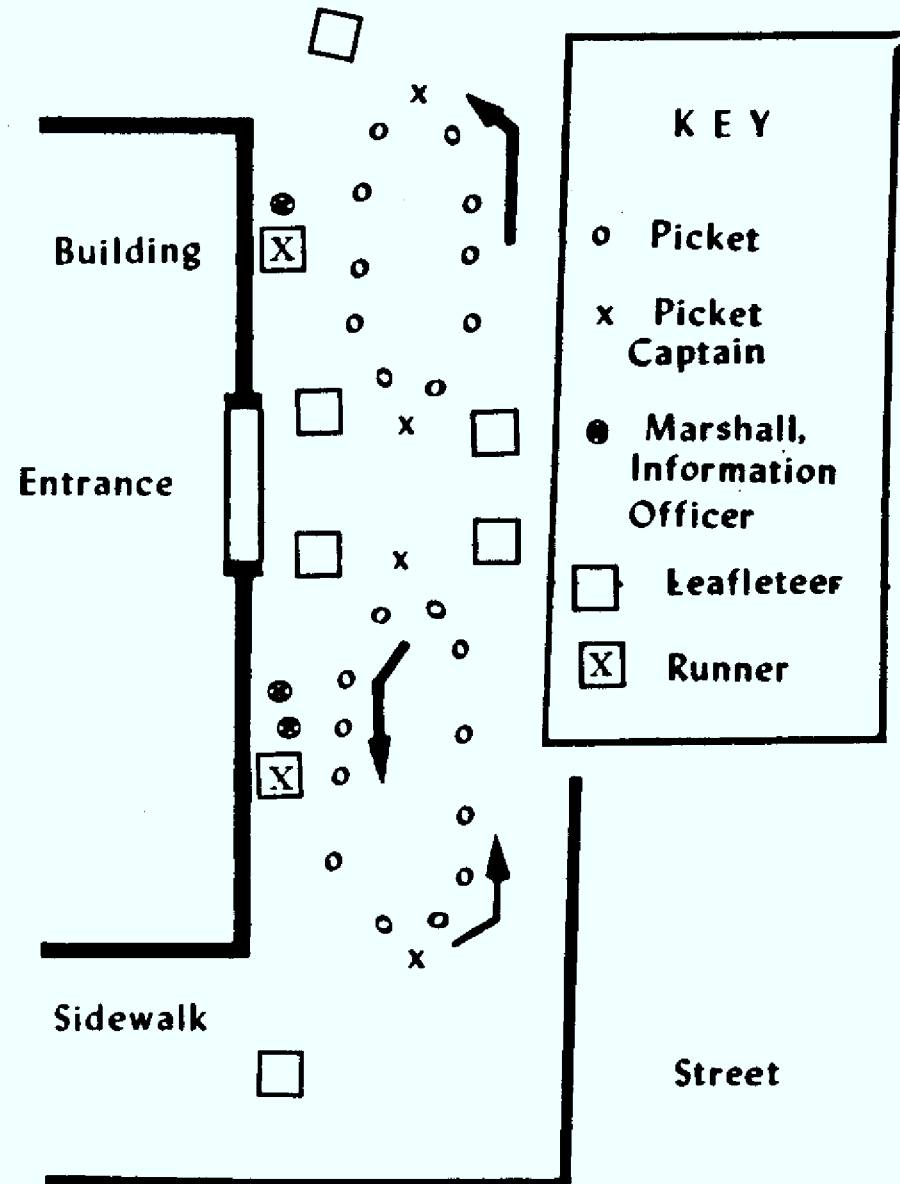 KEY
o Picket
x Picket
Captain
Marshall,
Information
Officer
Leafleteer
X Runner
Building
Entrance
Sidewalk
Street